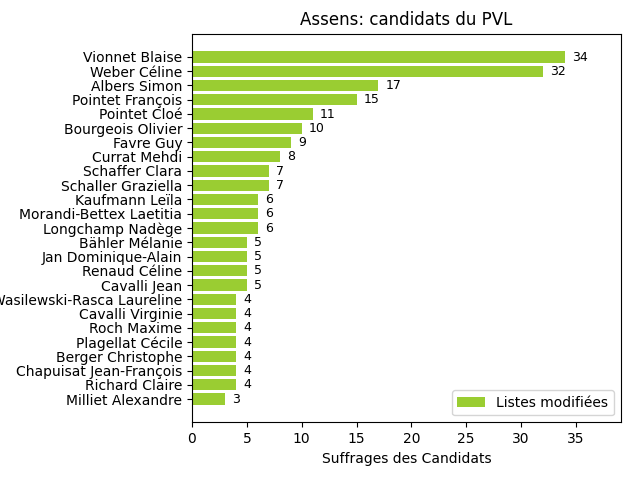 Assens: candidats du PVL
Vionnet Blaise 34
Weber Céline 32
Albers Simon 17
Pointet François 15
Pointet Cloé 11
Bourgeois Olivier 10
Favre Guy 9
Currat Mehdi 8
Schaffer Clara 7
Schaller Graziella 7
Kaufmann Leïla 6
Morandi-Bettex Laetitia 6
Longchamp Nadège 6
Bähler Mélanie 5
Jan Dominique-Alain 5
Renaud Céline 5
Cavalli Jean 5
Wasilewski-Rasca Laureline 4
Cavalli Virginie 4
Roch Maxime 4
Plagellat Cécile 4
Berger Christophe 4
Chapuisat Jean-François 4
Richard Claire 4
Milliet Alexandre 3
Listes modifiées
0 5 10 15 20 25 30 35
Suffrages des Candidats